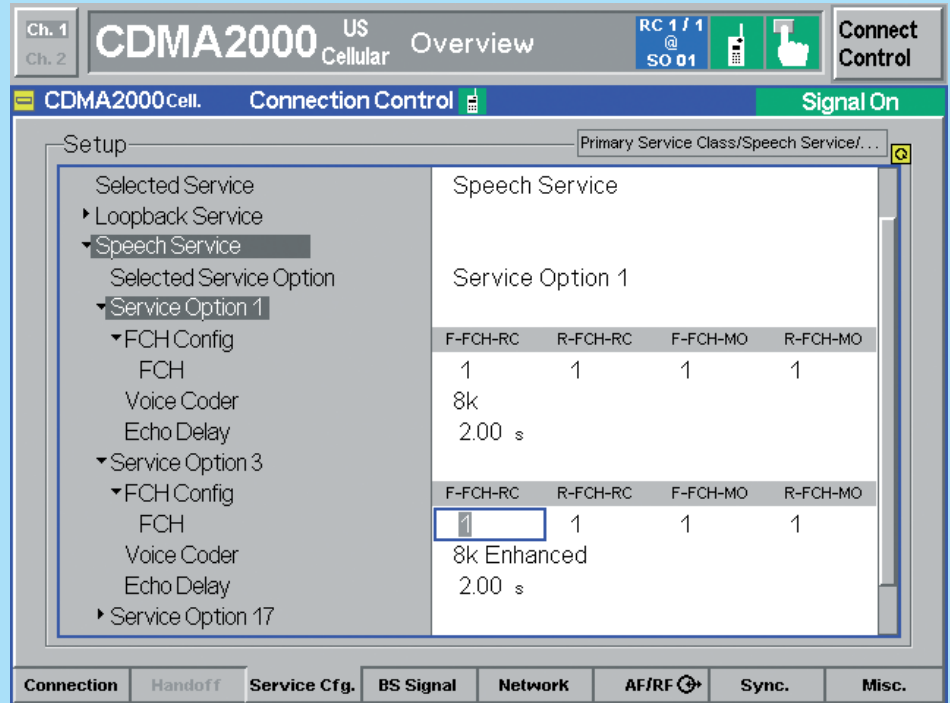 Ch. 1
Ch. 2
CDMA2000 US Cellular Overview
RC 1 / 1
@
SO 01
Connect
Control
CDMA2000 Cell. Connection Control
Signal On
Setup
Primary Service Class/Speech Service/...
Selected Service Speech Service
Loopback Service
Speech Service
Selected Service Option Service Option 1
Service Option 1
FCH Config F-FCH-RC R-FCH-RC F-FCH-MO R-FCH-MO
FCH 1 1 1 1
Voice Coder 8k
Echo Delay 2.00 s
Service Option 3
FCH Config F-FCH-RC R-FCH-RC F-FCH-MO R-FCH-MO
FCH 1 1 1 1
Voice Coder 8k Enhanced
Echo Delay 2.00 s
Service Option 17
Connection Handoff Service Cfg. BS Signal Network AF/RF Sync. Misc.